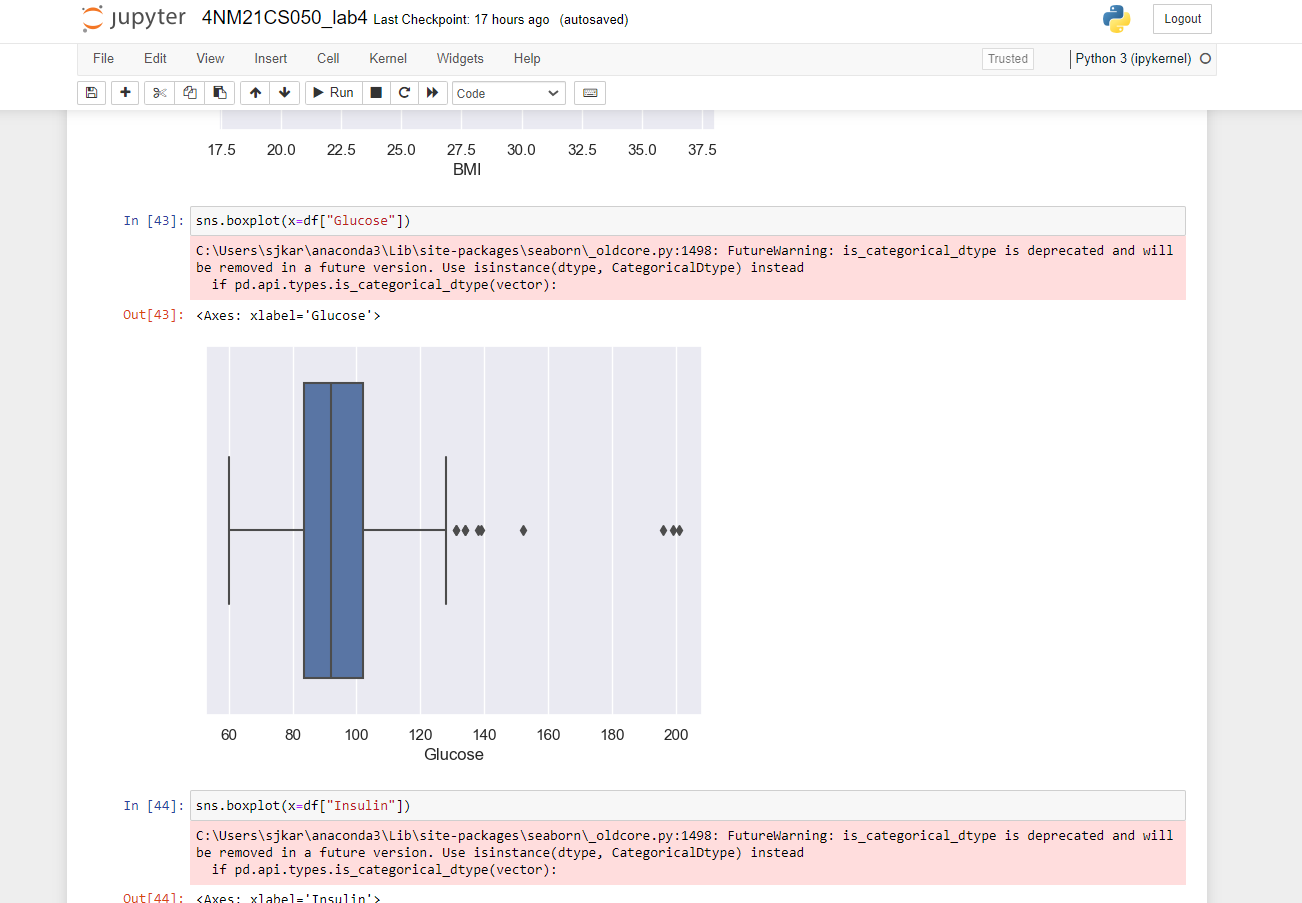 jupyter 4NM21CS050_lab4 Last Checkpoint: 17 hours ago (autosaved) Logout
File Edit View Insert Cell Kernel Widgets Help Trusted Python 3 (ipykernel)
Run Code
17.5 20.0 22.5 25.0 27.5 30.0 32.5 35.0 37.5
BMI
In [43]: sns.boxplot(x=df["Glucose"])
C:\Users\sjkar\anaconda3\Lib\site-packages\seaborn\_oldcore.py:1498: FutureWarning: is_categorical_dtype is deprecated and will
be removed in a future version. Use isinstance(dtype, CategoricalDtype) instead
if pd.api.types.is_categorical_dtype(vector):
Out[43]: <Axes: xlabel='Glucose'>
60 80 100 120 140 160 180 200
Glucose
In [44]: sns.boxplot(x=df["Insulin"])
C:\Users\sjkar\anaconda3\Lib\site-packages\seaborn\_oldcore.py:1498: FutureWarning: is_categorical_dtype is deprecated and will
be removed in a future version. Use isinstance(dtype, CategoricalDtype) instead
if pd.api.types.is_categorical_dtype(vector):
Out[44]: <Axes: xlabel='Insulin'>